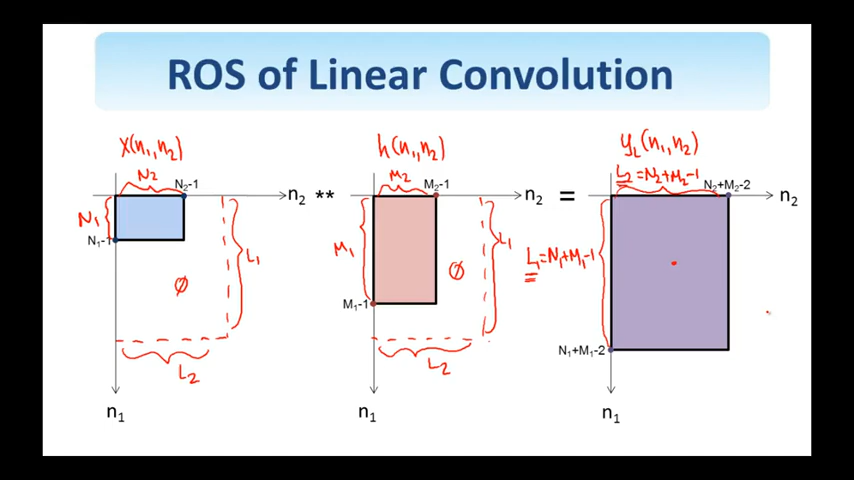 ROS of Linear Convolution
x(n₁,n₂)
N₂
N₂-1
N₁
N₁-1
n₂
L₁
∅
L₂
n₁
**
h(n₁,n₂)
M₂
M₂-1
M₁
M₁-1
n₂
L₁
∅
L₂
n₁
=
y₂(n₁,n₂)
L₂=N₂+M₂-1
N₂+M₂-2
n₂
L₁=N₁+M₁-1
N₁+M₁-2
n₁